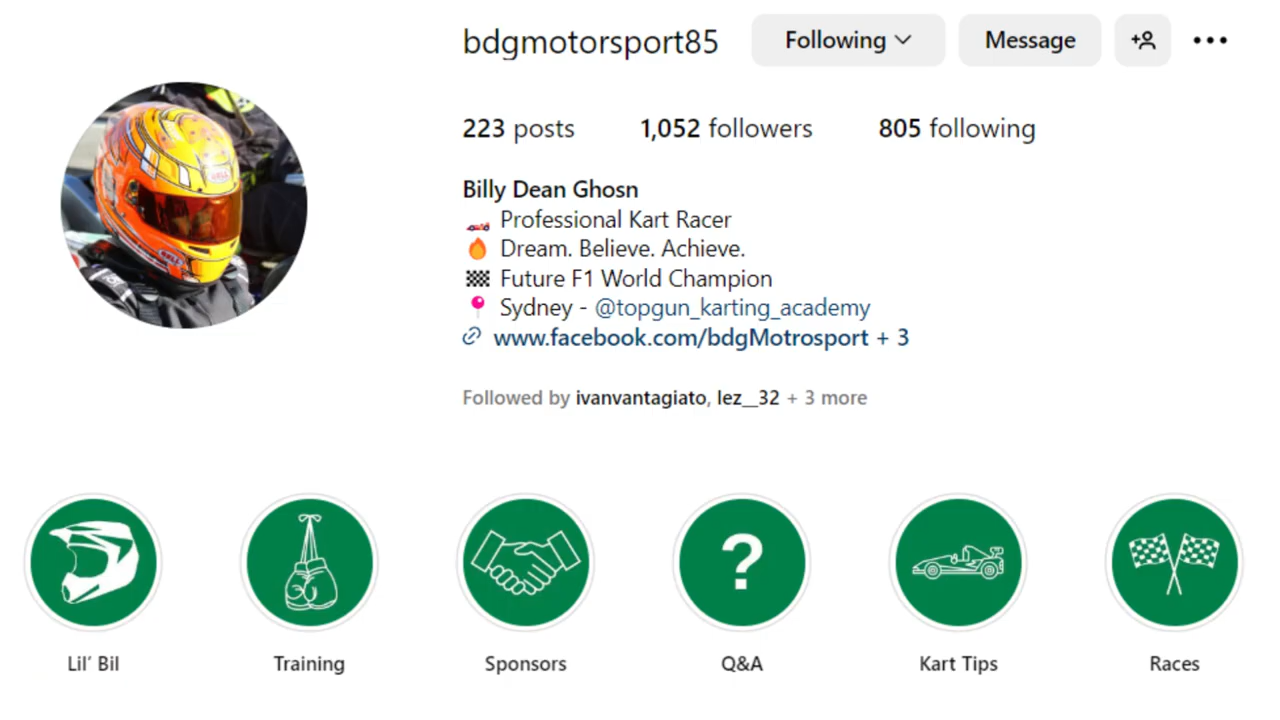 bdgmotorsport85 Following Message
223 posts 1,052 followers 805 following
Billy Dean Ghosn
Professional Kart Racer
Dream. Believe. Achieve.
Future F1 World Champion
Sydney - @topgun_karting_academy
www.facebook.com/bdgMotrosport + 3
Followed by ivanvantagiato, lez__32 + 3 more
?
Lil´ Bil Training Sponsors Q&A Kart Tips Races